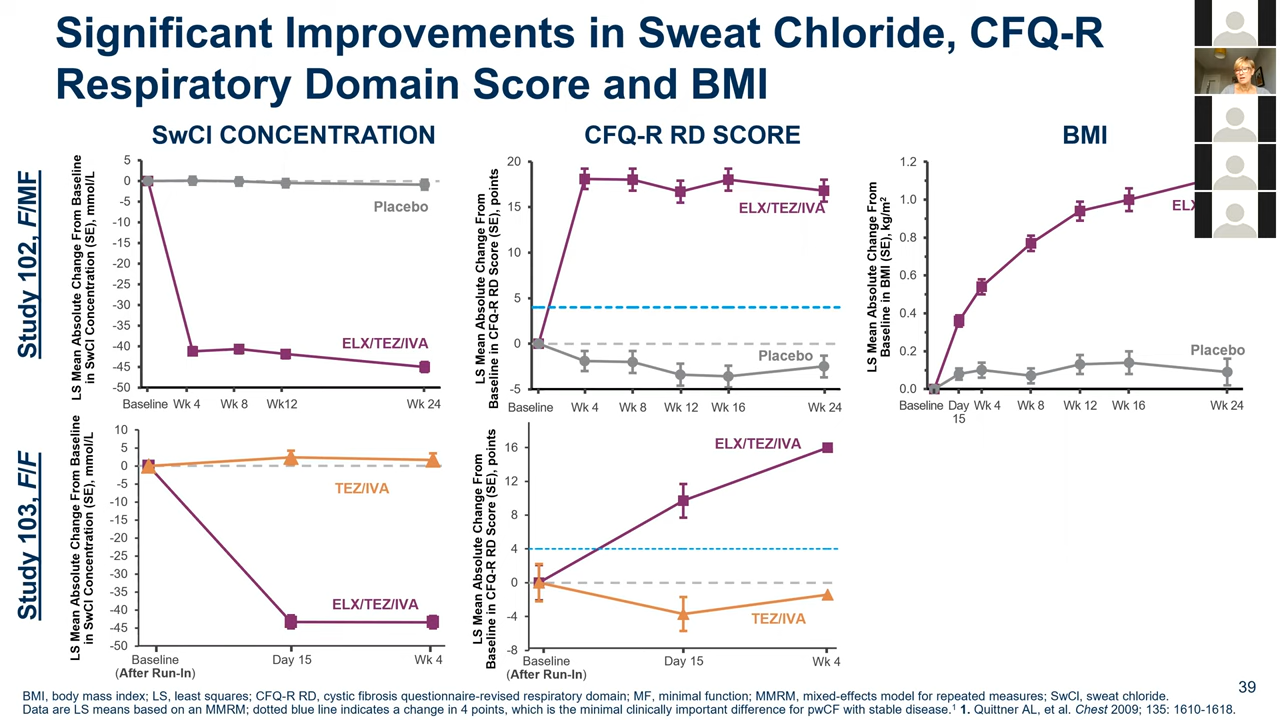 Significant Improvements in Sweat Chloride, CFQ-R
Respiratory Domain Score and BMI
SwCl CONCENTRATION
CFQ-R RD SCORE
BMI
Study 102, F/MF
LS Mean Absolute Change From Baseline
in SwCl Concentration (SE), mmol/L
5
0
-5
-10
-15
-20
-25
-30
-35
-40
-45
-50
Placebo
ELX/TEZ/IVA
Baseline Wk 4 Wk 8 Wk12 Wk 24
LS Mean Absolute Change From
Baseline in CFQ-R RD Score (SE), points
20
15
10
5
0
-5
ELX/TEZ/IVA
Placebo
Baseline Wk 4 Wk 8 Wk 12 Wk 16 Wk 24
LS Mean Absolute Change From
Baseline in BMI (SE), kg/m²
1.2
1.0
0.8
0.6
0.4
0.2
0.0
ELX
Placebo
Baseline Day Wk 4 Wk 8 Wk 12 Wk 16 Wk 24
15
Study 103, F/F
LS Mean Absolute Change From Baseline
in SwCl Concentration (SE), mmol/L
10
5
0
-5
-10
-15
-20
-25
-30
-35
-40
-45
-50
TEZ/IVA
ELX/TEZ/IVA
Baseline Day 15 Wk 4
(After Run-In)
LS Mean Absolute Change From
Baseline in CFQ-R RD Score (SE), points
16
12
8
4
0
-4
-8
ELX/TEZ/IVA
TEZ/IVA
Baseline Day 15 Wk 4
(After Run-In)
39
BMI, body mass index; LS, least squares; CFQ-R RD, cystic fibrosis questionnaire-revised respiratory domain; MF, minimal function; MMRM, mixed-effects model for repeated measures; SwCl, sweat chloride.
Data are LS means based on an MMRM; dotted blue line indicates a change in 4 points, which is the minimal clinically important difference for pwCF with stable disease.¹ 1. Quittner AL, et al. Chest 2009; 135: 1610-1618.